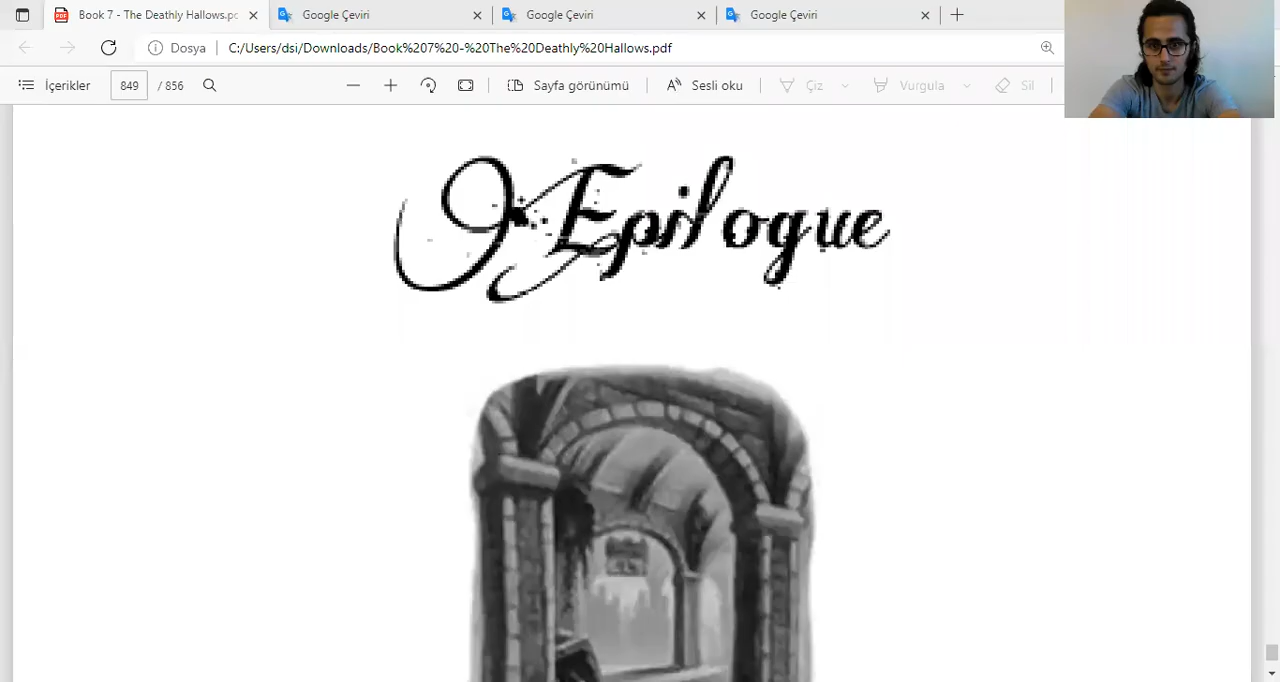 Book 7 - The Deathly Hallows.pc
Google Çeviri
Google Çeviri
Google Çeviri
Dosya
C:/Users/dsi/Downloads/Book%207%20-%20The%20Deathly%20Hallows.pdf
İçerikler
849
/ 856
Sayfa görünümü
Sesli oku
Çiz
Vurgula
Sil
Epilogue